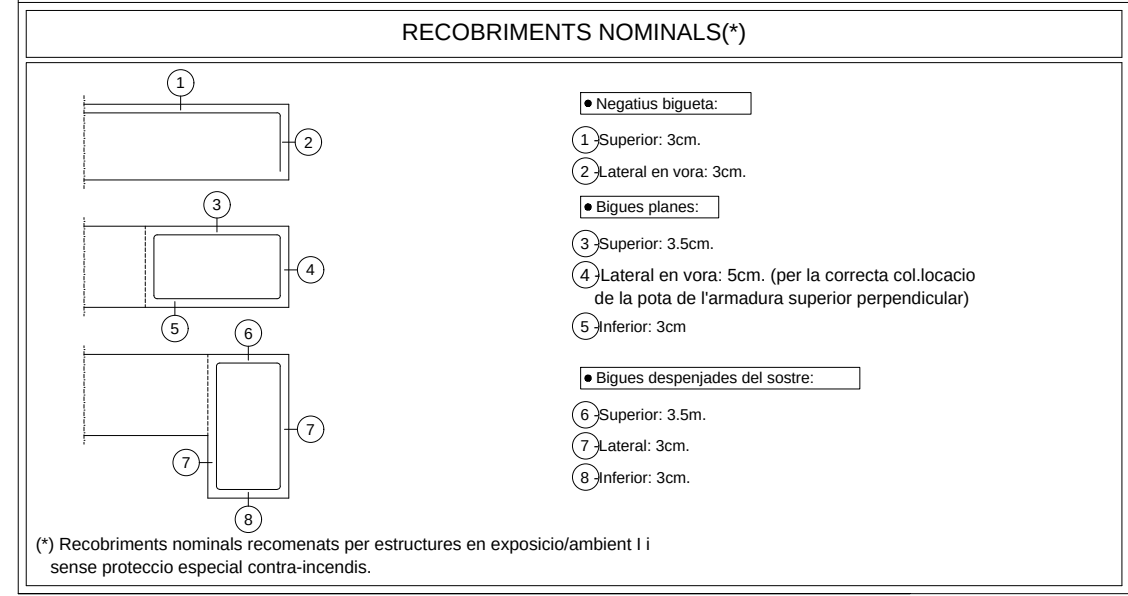 RECOBRIMENTS NOMINALS(*)
1
2
3
4
5
6
7
7
8
● Negatius bigueta:
1 -Superior: 3cm.
2 -Lateral en vora: 3cm.
● Bigues planes:
3 -Superior: 3.5cm.
4 -Lateral en vora: 5cm. (per la correcta col.locacio
de la pota de l'armadura superior perpendicular)
5 -Inferior: 3cm
● Bigues despenjades del sostre:
6 -Superior: 3.5m.
7 -Lateral: 3cm.
8 -Inferior: 3cm.
(*) Recobriments nominals recomenats per estructures en exposicio/ambient I i
sense proteccio especial contra-incendis.